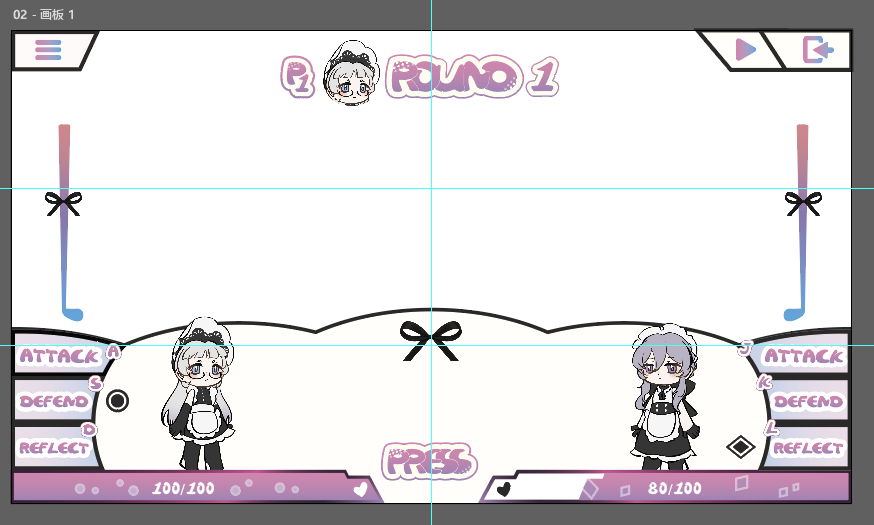 02 - 画板 1
P1 ROUND 1
ATTACK A
S
DEFEND
D
REFLECT
J ATTACK
K
DEFEND
L
REFLECT
PRESS
100/100
80/100